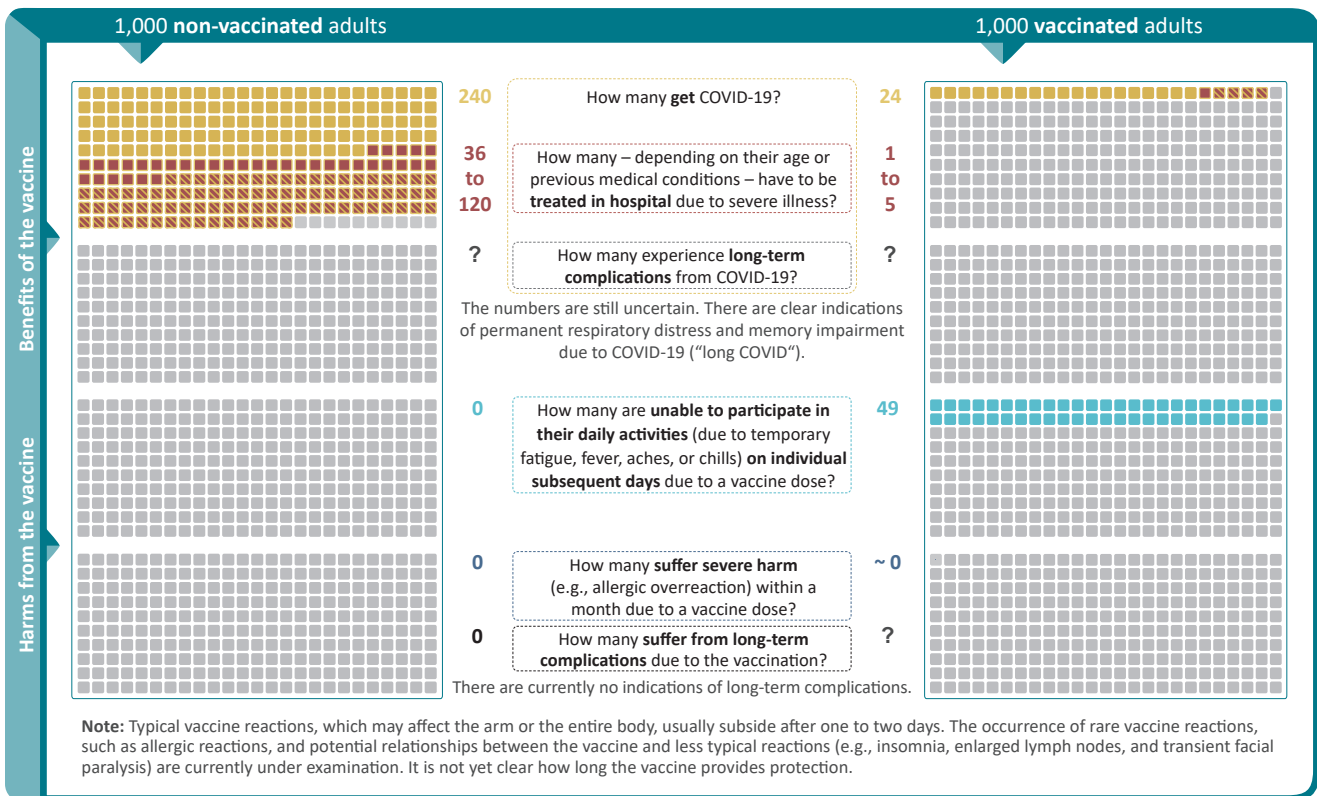 1,000 non-vaccinated adults
1,000 vaccinated adults
Benefits of the vaccine
240
How many get COVID-19?
24
36
to
120
How many – depending on their age or
previous medical conditions – have to be
treated in hospital due to severe illness?
1
to
5
?
How many experience long-term
complications from COVID-19?
?
The numbers are still uncertain. There are clear indications
of permanent respiratory distress and memory impairment
due to COVID-19 (“long COVID“).
Harms from the vaccine
0
How many are unable to participate in
their daily activities (due to temporary
fatigue, fever, aches, or chills) on individual
subsequent days due to a vaccine dose?
49
0
How many suffer severe harm
(e.g., allergic overreaction) within a
month due to a vaccine dose?
~ 0
0
How many suffer from long-term
complications due to the vaccination?
?
There are currently no indications of long-term complications.
Note: Typical vaccine reactions, which may affect the arm or the entire body, usually subside after one to two days. The occurrence of rare vaccine reactions,
such as allergic reactions, and potential relationships between the vaccine and less typical reactions (e.g., insomnia, enlarged lymph nodes, and transient facial
paralysis) are currently under examination. It is not yet clear how long the vaccine provides protection.